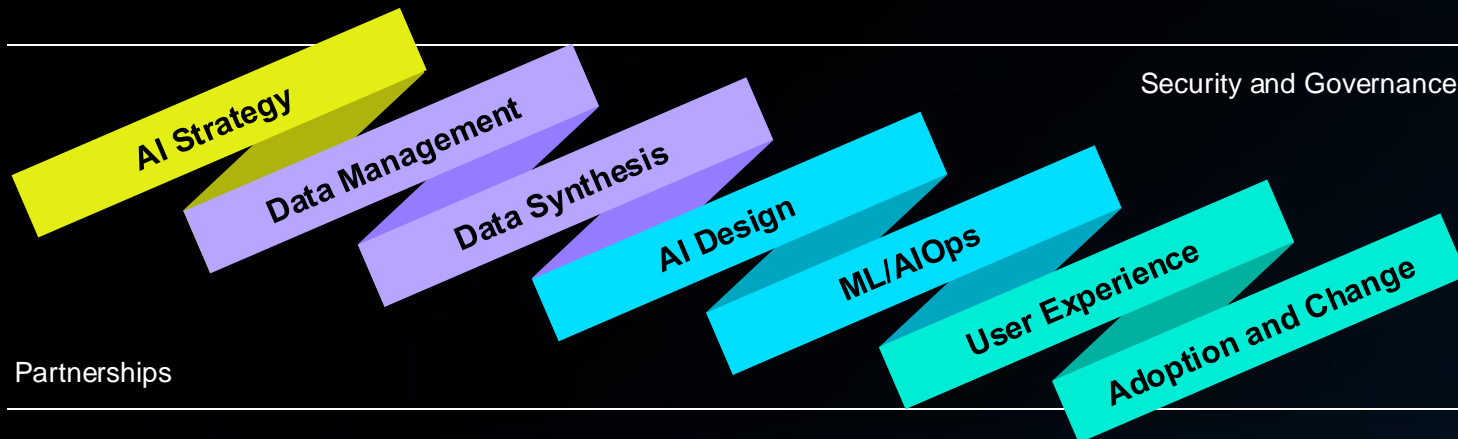 AI Strategy
Data Management
Data Synthesis
AI Design
ML/AIOps
User Experience
Adoption and Change
Security and Governance
Partnerships